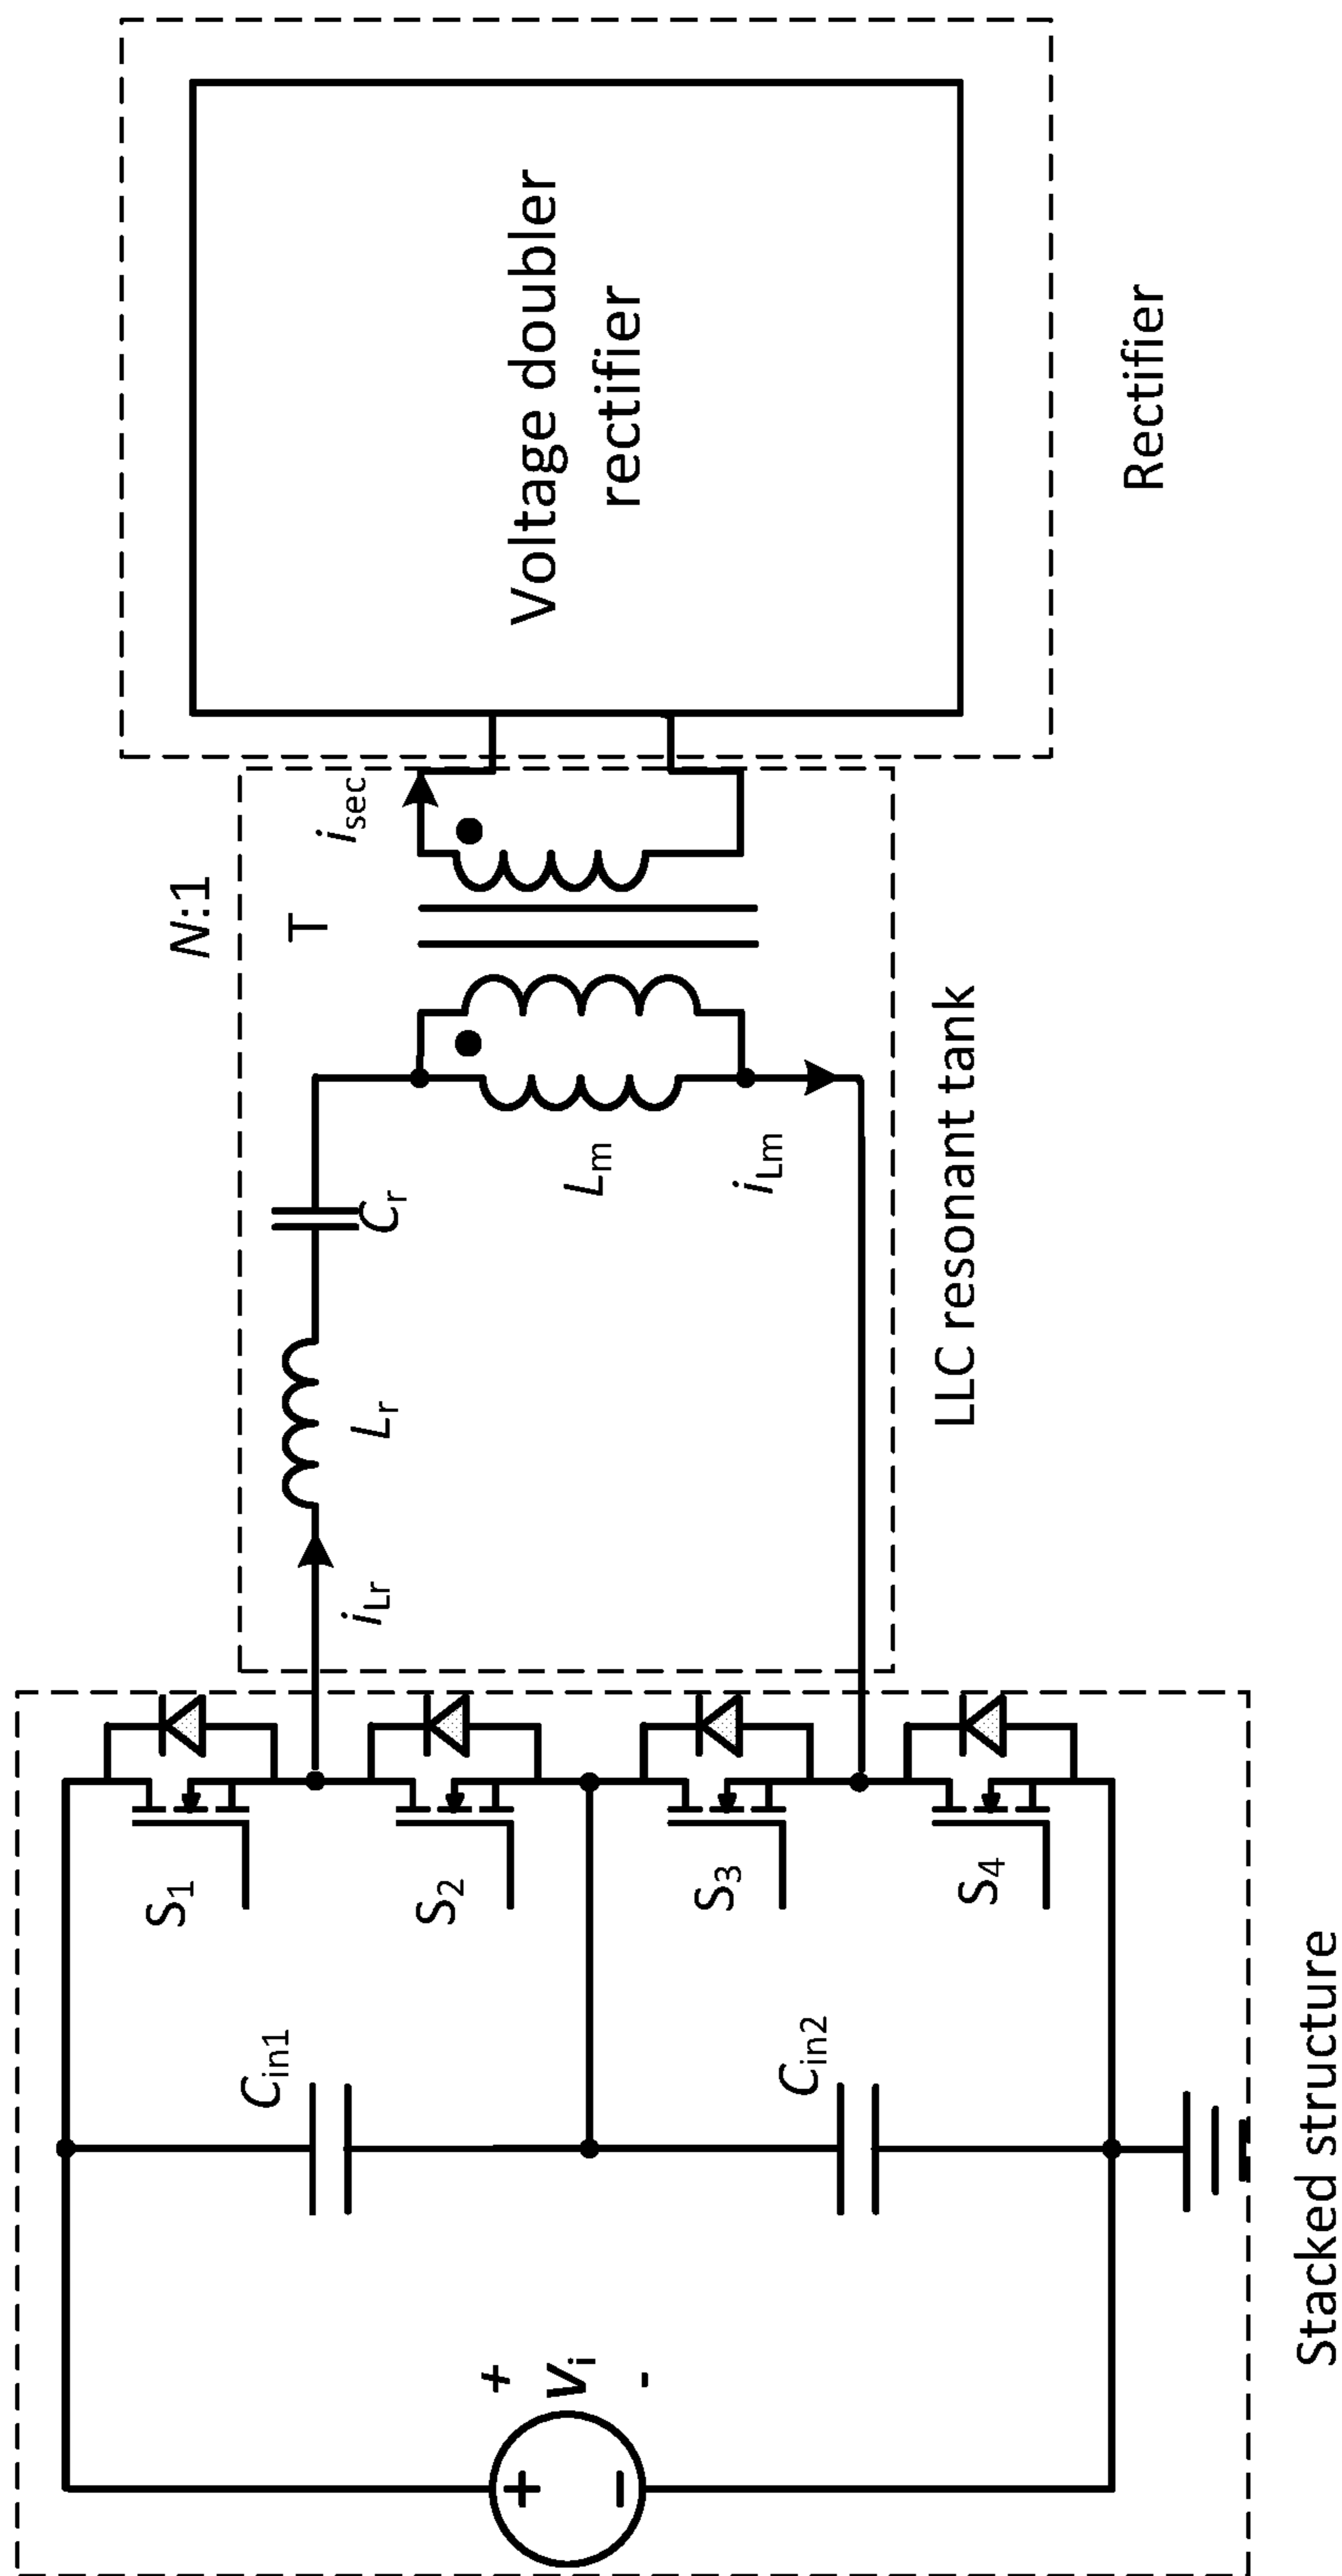 N:1
T
i_sec
C_in1
S_1
i_Lr
L_r
C_r
Voltage doubler
rectifier
+
v_i
-
+
-
S_2
L_m
C_in2
S_3
i_Lm
S_4
LLC resonant tank
Rectifier
Stacked structure